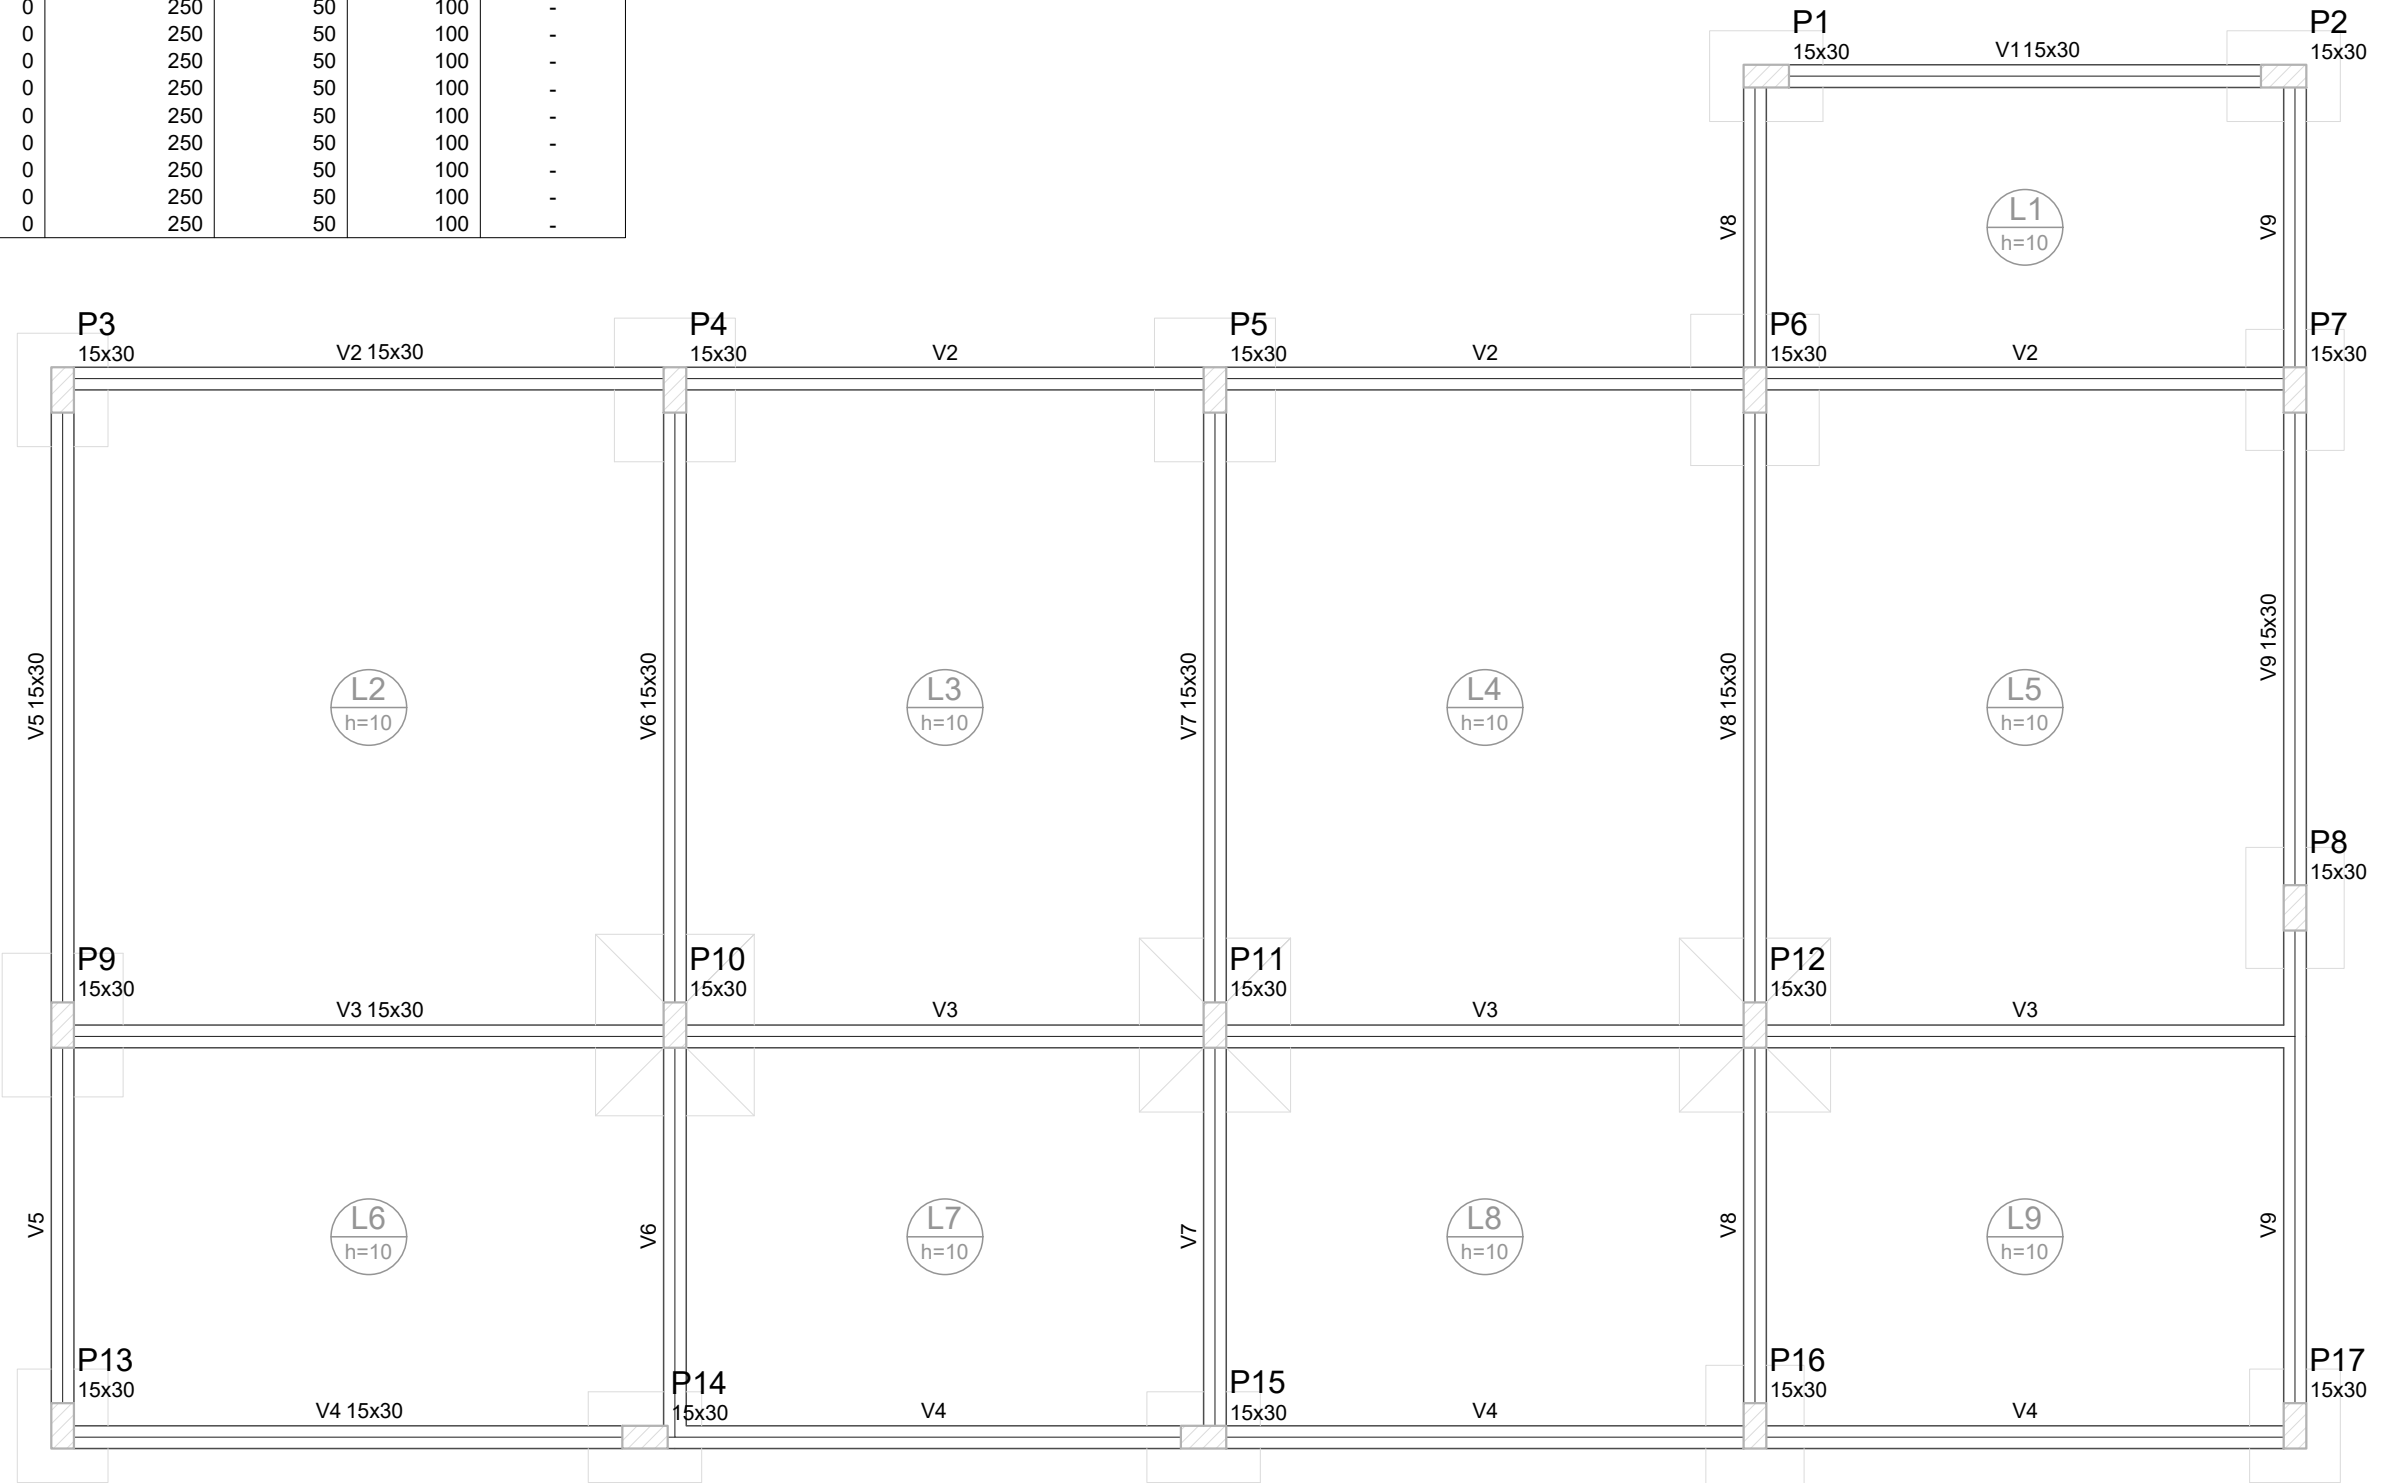 0 250 50 100 -
0 250 50 100 -
0 250 50 100 -
0 250 50 100 -
0 250 50 100 -
0 250 50 100 -
0 250 50 100 -
0 250 50 100 -
0 250 50 100 -
P1
15x30
V1 15x30
P2
15x30
V8
L1
h=10
V9
P3
15x30
V2 15x30
P4
15x30
V2
P5
15x30
V2
P6
15x30
V2
P7
15x30
V5 15x30
L2
h=10
V6 15x30
L3
h=10
V7 15x30
L4
h=10
V8 15x30
L5
h=10
V9 15x30
P8
15x30
P9
15x30
V3 15x30
P10
15x30
V3
P11
15x30
V3
P12
15x30
V3
V5
L6
h=10
V6
L7
h=10
V7
L8
h=10
V8
L9
h=10
V9
P13
15x30
V4 15x30
P14
15x30
V4
P15
15x30
V4
P16
15x30
V4
P17
15x30